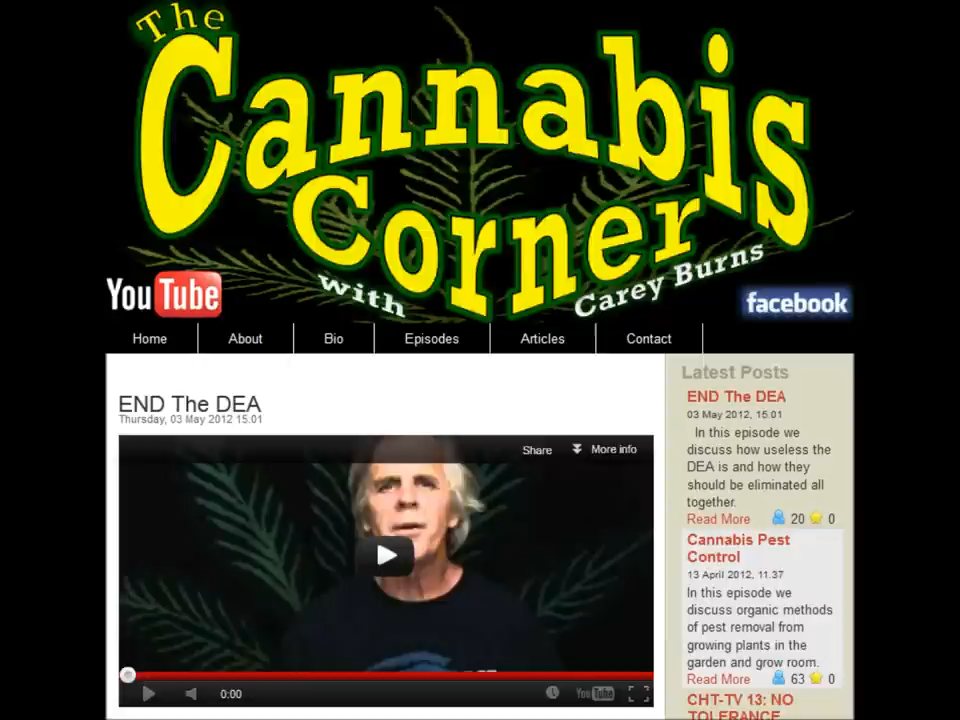 The
Cannabis
Corner
with Carey Burns
YouTube
facebook
Home About Bio Episodes Articles Contact
END The DEA
Thursday, 03 May 2012 15.01
Share More info
0:00
YouTube
Latest Posts
END The DEA
03 May 2012, 15.01
In this episode we
discuss how useless the
DEA is and how they
should be eliminated all
together.
Read More 20 0
Cannabis Pest
Control
13 April 2012, 11.37
In this episode we
discuss organic methods
of pest removal from
growing plants in the
garden and grow room.
Read More 63 0
CHT-TV 13: NO
TOLERANCE